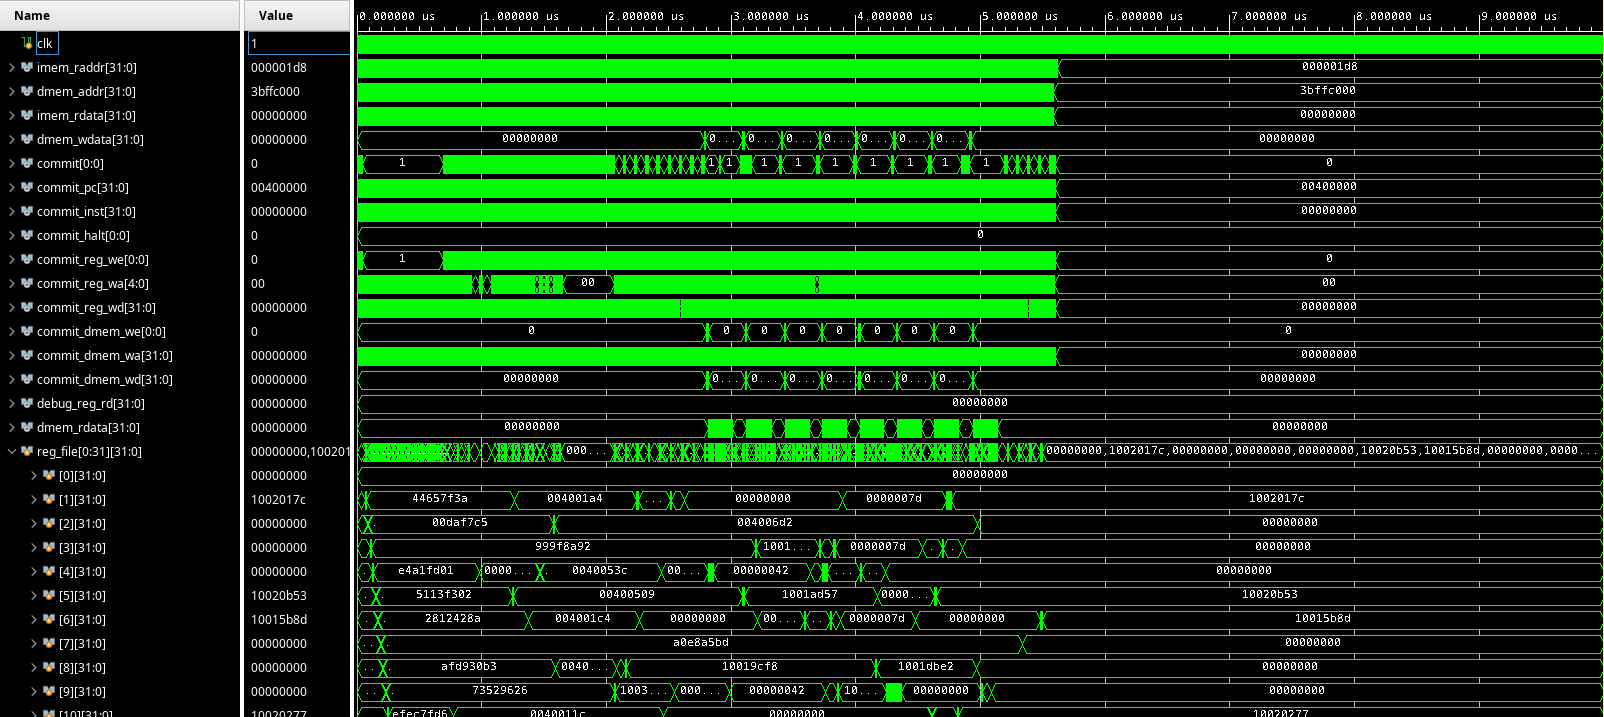 Name Value 0.000000 us 1.000000 us 2.000000 us 3.000000 us 4.000000 us 5.000000 us 6.000000 us 7.000000 us 8.000000 us 9.000000 us
clk 1
imem_raddr[31:0] 000001d8 000001d8
dmem_addr[31:0] 3bffc000 3bffc000
imem_rdata[31:0] 00000000 00000000
dmem_wdata[31:0] 00000000 00000000 0... 0... 0... 0... 0... 0... 0... 00000000
commit[0:0] 0 1 1 1 1 1 1 1 1 1 1 0
commit_pc[31:0] 00400000 00400000
commit_inst[31:0] 00000000 00000000
commit_halt[0:0] 0 0
commit_reg_we[0:0] 0 1 0
commit_reg_wa[4:0] 00 00 00
commit_reg_wd[31:0] 00000000 00000000
commit_dmem_we[0:0] 0 0 0 0 0 0 0 0 0 0
commit_dmem_wa[31:0] 00000000 00000000
commit_dmem_wd[31:0] 00000000 00000000 0... 0... 0... 0... 0... 0... 0... 00000000
debug_reg_rd[31:0] 00000000 00000000
dmem_rdata[31:0] 00000000 00000000 00000000
reg_file[0:31][31:0] 00000000,100201 000... 00000000,1002017c,00000000,00000000,00000000,10020b53,10015b8d,00000000,0000...
[0][31:0] 00000000 00000000
[1][31:0] 1002017c 44657f3a 004001a4 ... 00000000 0000007d 1002017c
[2][31:0] 00000000 00daf7c5 004006d2 00000000
[3][31:0] 00000000 999f8a92 1001... 0000007d 00000000
[4][31:0] 00000000 e4a1fd01 0000... 0040053c 00... 00000042 00000000
[5][31:0] 10020b53 5113f302 00400509 1001ad57 0000... 10020b53
[6][31:0] 10015b8d 2812428a 004001c4 00000000 00... 0000007d 00000000 10015b8d
[7][31:0] 00000000 a0e8a5bd 00000000
[8][31:0] 00000000 afd930b3 0040... 10019cf8 1001dbe2 00000000
[9][31:0] 00000000 73529626 1003... 000... 00000042 10... 00000000 00000000
[10][31:0] 10020277 efec7fd6 0040011c 00000000 10020277